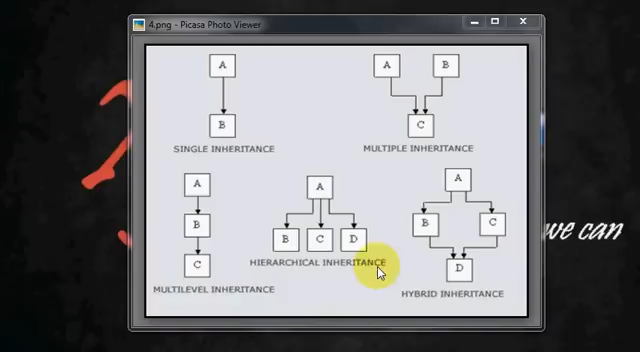 4.png - Picasa Photo Viewer
A
A B
B
C
SINGLE INHERITANCE
MULTIPLE INHERITANCE
A
B
C
MULTILEVEL INHERITANCE
A
B C D
HIERARCHICAL INHERITANCE
A
B C
D
HYBRID INHERITANCE
we can